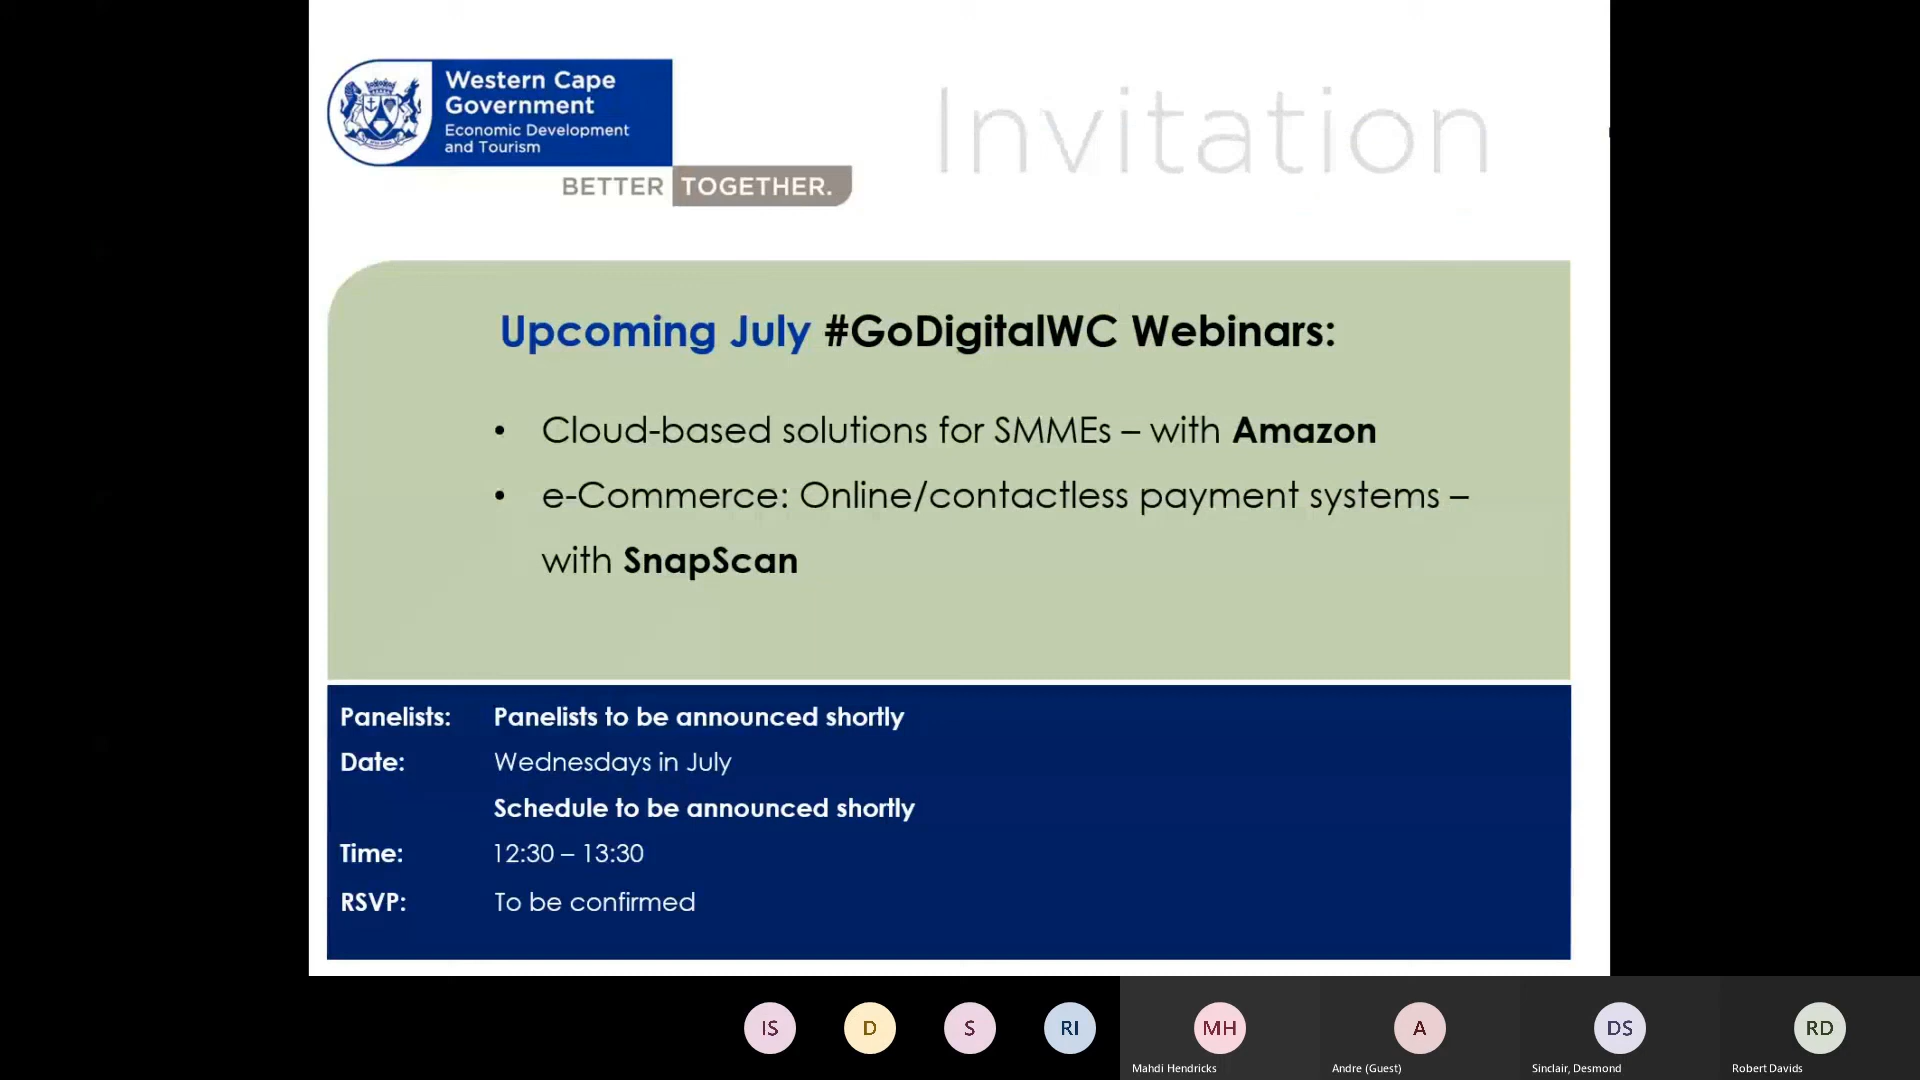 Western Cape
Government
Economic Development
and Tourism
BETTER TOGETHER.
Invitation
Upcoming July #GoDigitalWC Webinars:
• Cloud-based solutions for SMMEs – with Amazon
• e-Commerce: Online/contactless payment systems –
with SnapScan
Panelists: Panelists to be announced shortly
Date: Wednesdays in July
Schedule to be announced shortly
Time: 12:30 – 13:30
RSVP: To be confirmed
IS D S RI MH A DS RD
Mahdi Hendricks Andre (Guest) Sinclair, Desmond Robert Davids